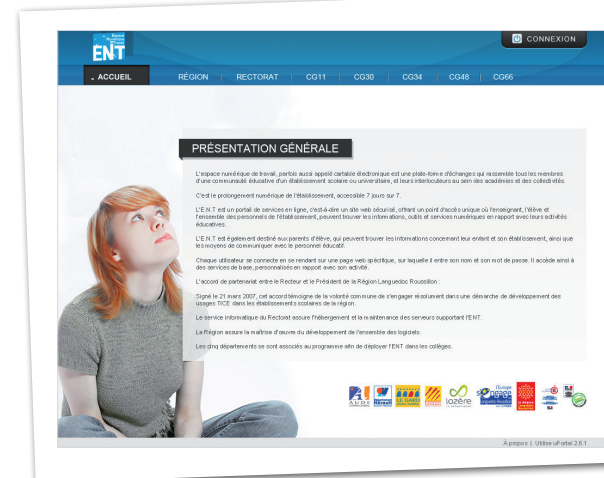 Espace
Numérique
de Travail
ENT
CONNEXION
ACCUEIL
RÉGION | RECTORAT | CG11 | CG30 | CG34 | CG48 | CG66
PRÉSENTATION GÉNÉRALE
L'espace numérique de travail, parfois aussi appelé cartable électronique est une plate-forme d'échanges qui rassemble tous les membres
d'une communauté éducative d'un établissement scolaire ou universitaire, et leurs interlocuteurs au sein des académies et des collectivités.
C'est le prolongement numérique de l'établissement, accessible 7 jours sur 7.
L'E.N.T est un portail de services en ligne, c'est-à-dire un site web sécurisé, offrant un point d'accès unique où l'enseignant, l'élève et
l'ensemble des personnels de l'établissement, peuvent trouver les informations, outils et services numériques en rapport avec leurs activités
éducatives.
L'E.N.T est également destiné aux parents d'élève, qui peuvent trouver les informations concernant leur enfant et son établissement, ainsi que
les moyens de communiquer avec le personnel éducatif.
Chaque utilisateur se connecte en se rendant sur une page web spécifique, sur laquelle il entre son nom et son mot de passe. Il accède ainsi à
des services de base, personnalisés en rapport avec son activité.
L'accord de partenariat entre le Recteur et le Président de la Région Languedoc Roussillon :
Signé le 21 mars 2007, cet accord témoigne de la volonté commune de s'engager résolument dans une démarche de développement des
usages TICE dans les établissements scolaires de la région.
Le service informatique du Rectorat assure l'hébergement et la maintenance des serveurs supportant l'ENT.
La Région assure la maîtrise d'œuvre du développement de l'ensemble des logiciels.
Les cinq départements se sont associés au programme afin de déployer l'ENT dans les collèges.
AUDE
Hérault
LE GARD
lozère
l'Europe
s'engage
A propos | Utilise uPortal 2.6.1